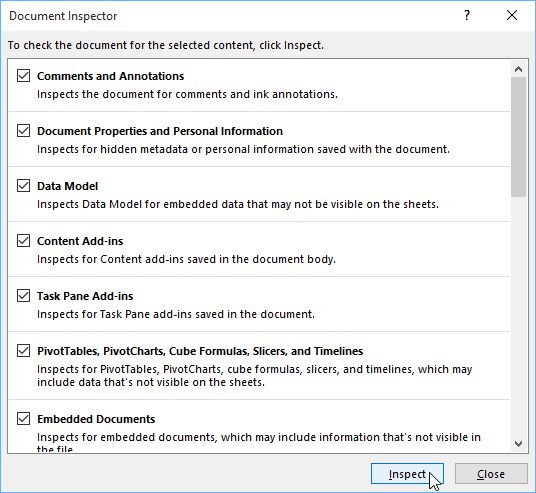 Document Inspector
?
To check the document for the selected content, click Inspect.
Comments and Annotations
Inspects the document for comments and ink annotations.
Document Properties and Personal Information
Inspects for hidden metadata or personal information saved with the document.
Data Model
Inspects Data Model for embedded data that may not be visible on the sheets.
Content Add-ins
Inspects for Content add-ins saved in the document body.
Task Pane Add-ins
Inspects for Task Pane add-ins saved in the document.
PivotTables, PivotCharts, Cube Formulas, Slicers, and Timelines
Inspects for PivotTables, PivotCharts, cube formulas, slicers, and timelines, which may
include data that's not visible on the sheets.
Embedded Documents
Inspects for embedded documents, which may include information that's not visible in
the file.
Inspect
Close